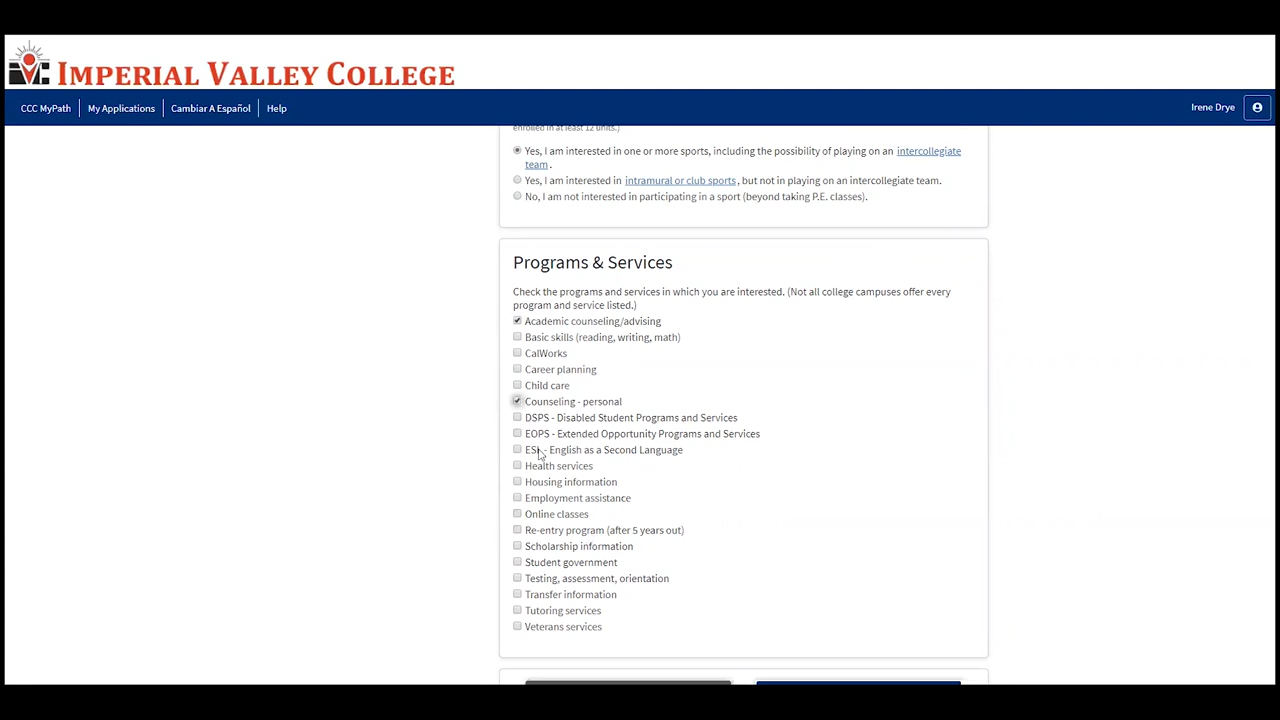 IMPERIAL VALLEY COLLEGE
CCC MyPath My Applications Cambiar A Español Help Irene Drye
enrolled in at least 12 units.)
Yes, I am interested in one or more sports, including the possibility of playing on an intercollegiate
team .
Yes, I am interested in intramural or club sports , but not in playing on an intercollegiate team.
No, I am not interested in participating in a sport (beyond taking P.E. classes).
Programs & Services
Check the programs and services in which you are interested. (Not all college campuses offer every
program and service listed.)
Academic counseling/advising
Basic skills (reading, writing, math)
CalWorks
Career planning
Child care
Counseling - personal
DSPS - Disabled Student Programs and Services
EOPS - Extended Opportunity Programs and Services
ESL - English as a Second Language
Health services
Housing information
Employment assistance
Online classes
Re-entry program (after 5 years out)
Scholarship information
Student government
Testing, assessment, orientation
Transfer information
Tutoring services
Veterans services